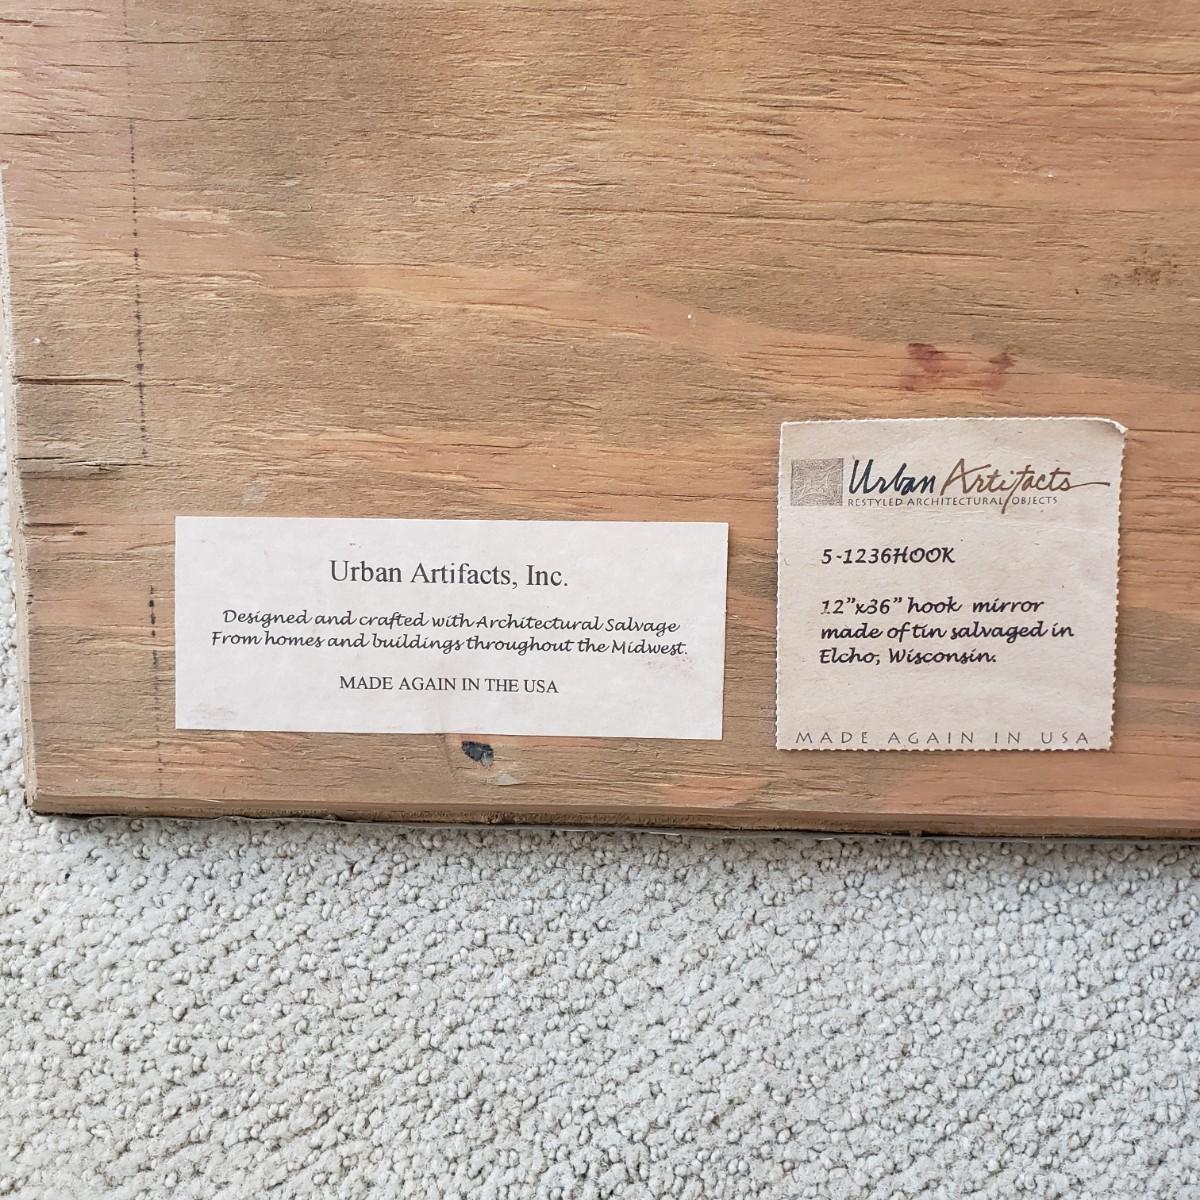 Urban Artifacts, Inc.
Designed and crafted with Architectural Salvage
From homes and buildings throughout the Midwest.
MADE AGAIN IN THE USA
Urban Artifacts
RESTYLED ARCHITECTURAL OBJECTS
5-1236HOOK
12”x36” hook mirror
made of tin salvaged in
Elcho, Wisconsin.
MADE AGAIN IN USA